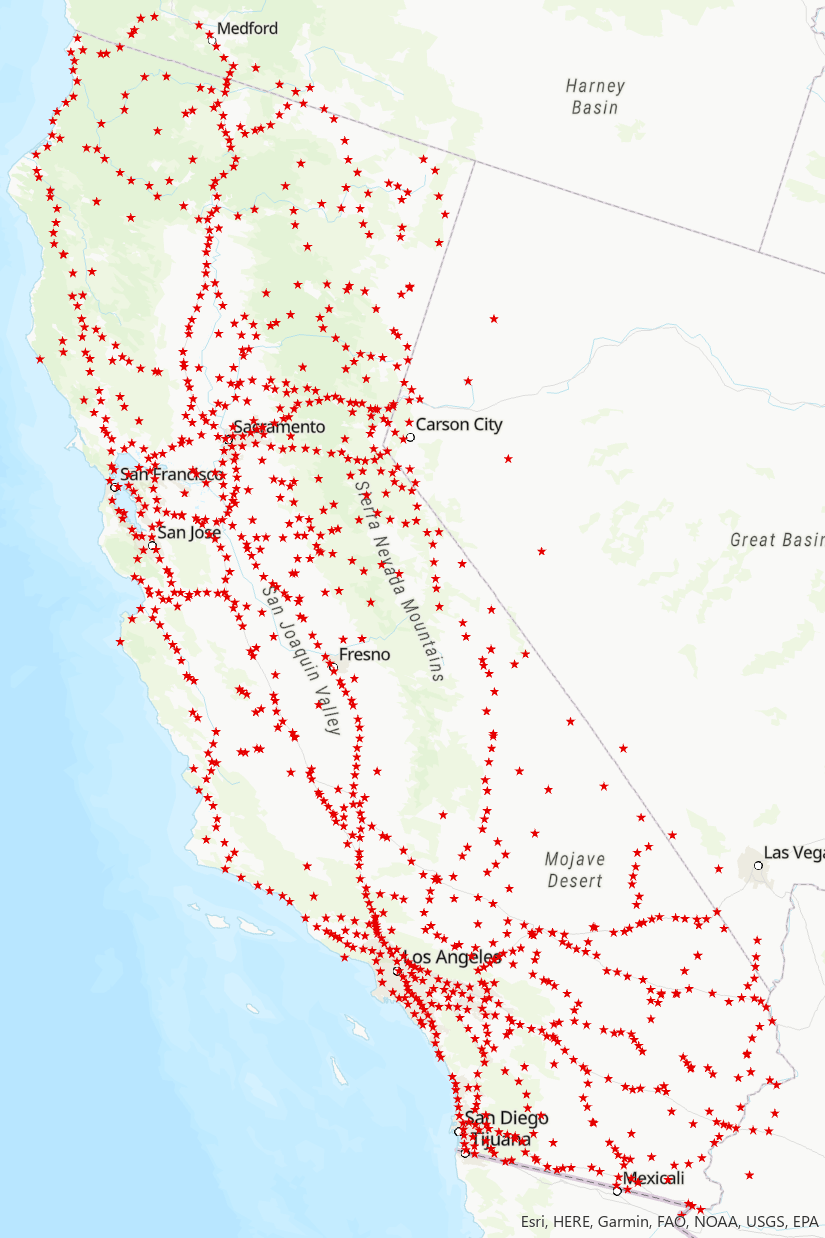 Medford
Harney
Basin
Carson City
Sacramento
San Francisco
San Jose
Sierra Nevada Mountains
Great Basin
San Joaquin Valley
Fresno
Mojave
Desert
Las Vega
Los Angeles
San Diego
Tijuana
Mexicali
Esri, HERE, Garmin, FAO, NOAA, USGS, EPA